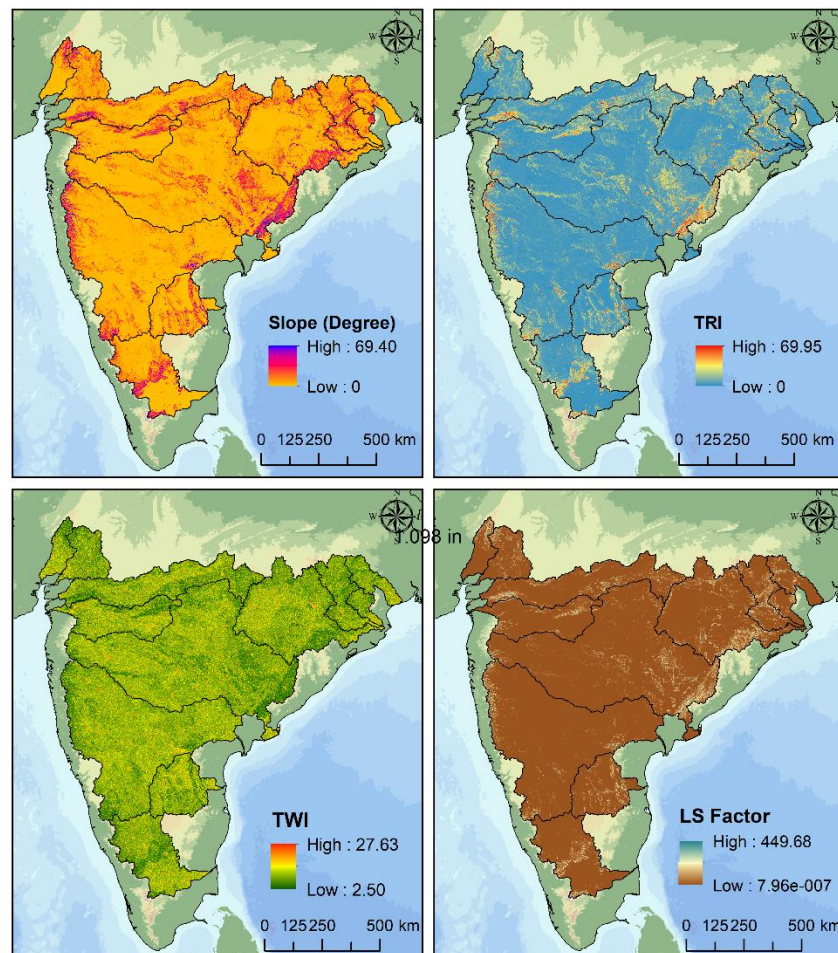 N
W E
S
Slope (Degree)
High : 69.40
Low : 0
0 125 250 500 km
N
W E
S
TRI
High : 69.95
Low : 0
0 125 250 500 km
N
W E
S
1.098 in
TWI
High : 27.63
Low : 2.50
0 125 250 500 km
N
W E
S
LS Factor
High : 449.68
Low : 7.96e-007
0 125 250 500 km